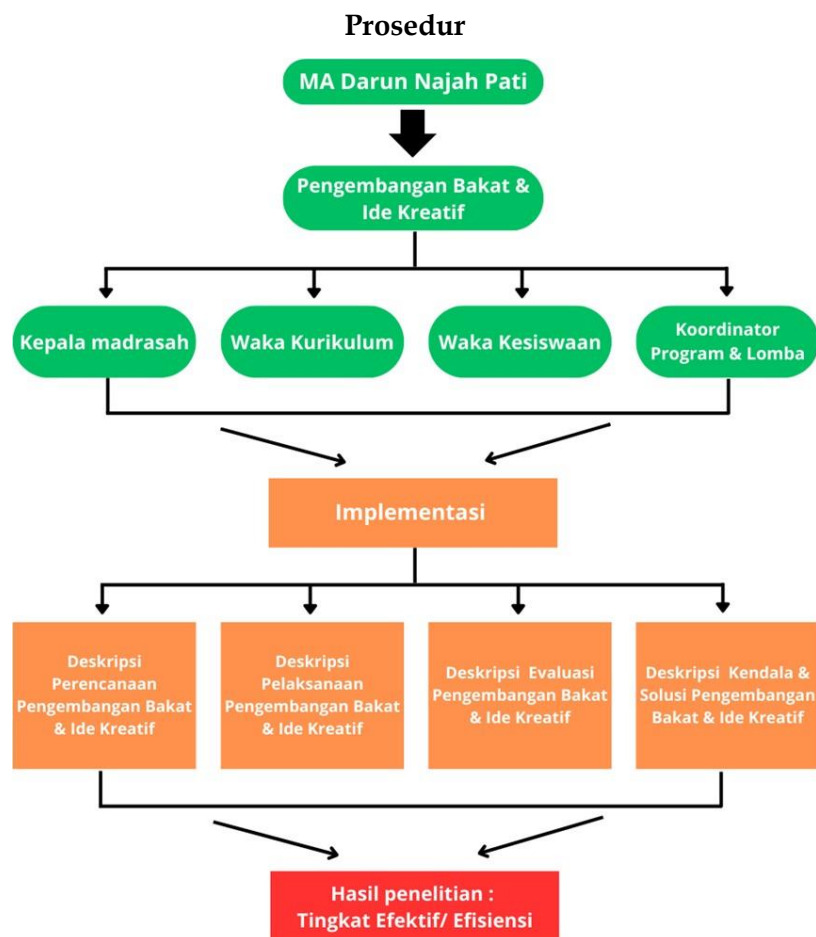 Prosedur
MA Darun Najah Pati
Pengembangan Bakat &
Ide Kreatif
Kepala madrasah
Waka Kurikulum
Waka Kesiswaan
Koordinator
Program & Lomba
Implementasi
Deskripsi
Perencanaan
Pengembangan Bakat
& Ide Kreatif
Deskripsi
Pelaksanaan
Pengembangan Bakat
& Ide Kreatif
Deskripsi Evaluasi
Pengembangan Bakat
& Ide Kreatif
Deskripsi Kendala &
Solusi Pengembangan
Bakat & Ide Kreatif
Hasil penelitian :
Tingkat Efektif/ Efisiensi